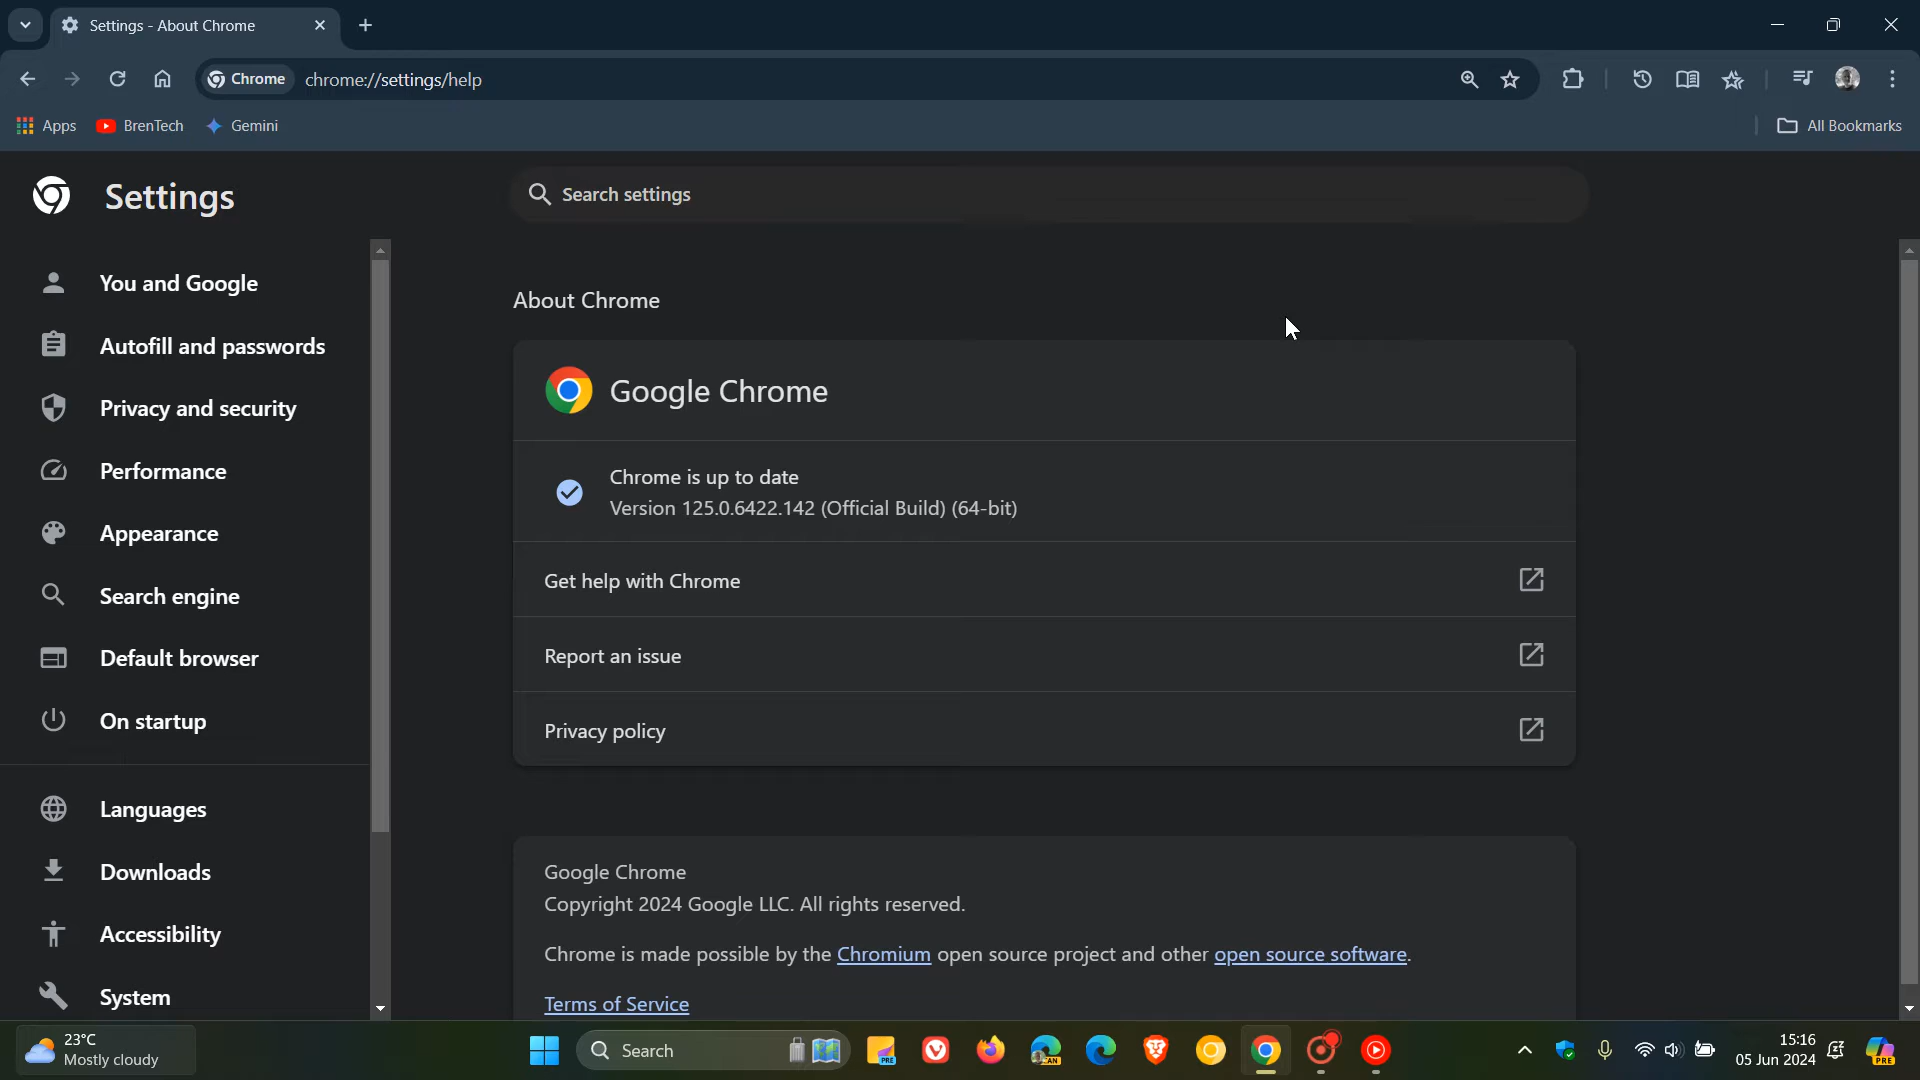 Settings - About Chrome
Chrome
chrome://settings/help
Apps
BrenTech
Gemini
All Bookmarks
Settings
Search settings
You and Google
Autofill and passwords
Privacy and security
Performance
Appearance
Search engine
Default browser
On startup
Languages
Downloads
Accessibility
System
About Chrome
Google Chrome
Chrome is up to date
Version 125.0.6422.142 (Official Build) (64-bit)
Get help with Chrome
Report an issue
Privacy policy
Google Chrome
Copyright 2024 Google LLC. All rights reserved.
Chrome is made possible by the Chromium open source project and other open source software.
Terms of Service
23°C
Mostly cloudy
Search
PRE
CAN
15:16
05 Jun 2024
PRE